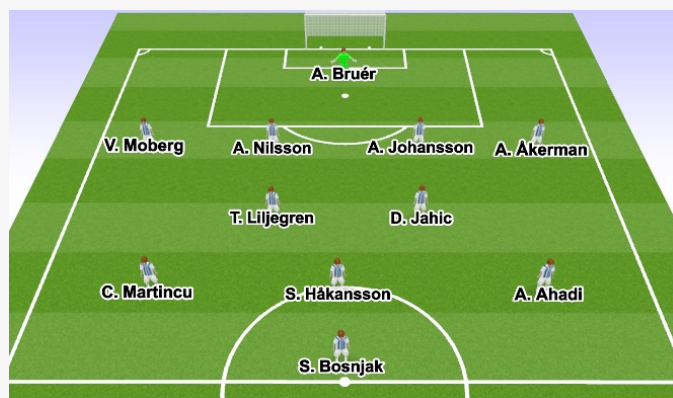 A. Bruér
V. Moberg
A. Nilsson
A. Johansson
A. Åkerman
T. Liljegren
D. Jahic
C. Martincu
S. Håkansson
A. Ahadi
S. Bosnjak